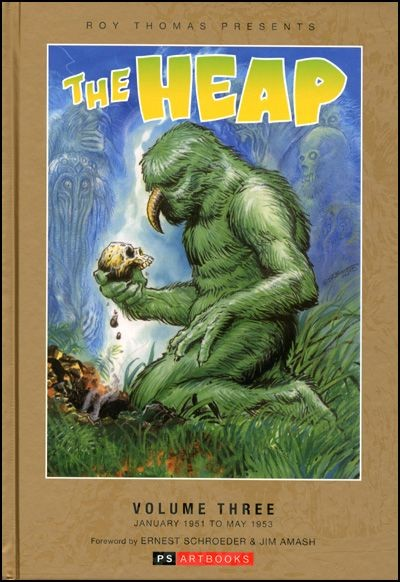 ROY THOMAS PRESENTS
THE HEAP
VOLUME THREE
JANUARY 1951 TO MAY 1953
Foreword by ERNEST SCHROEDER & JIM AMASH
PS ARTBOOKS